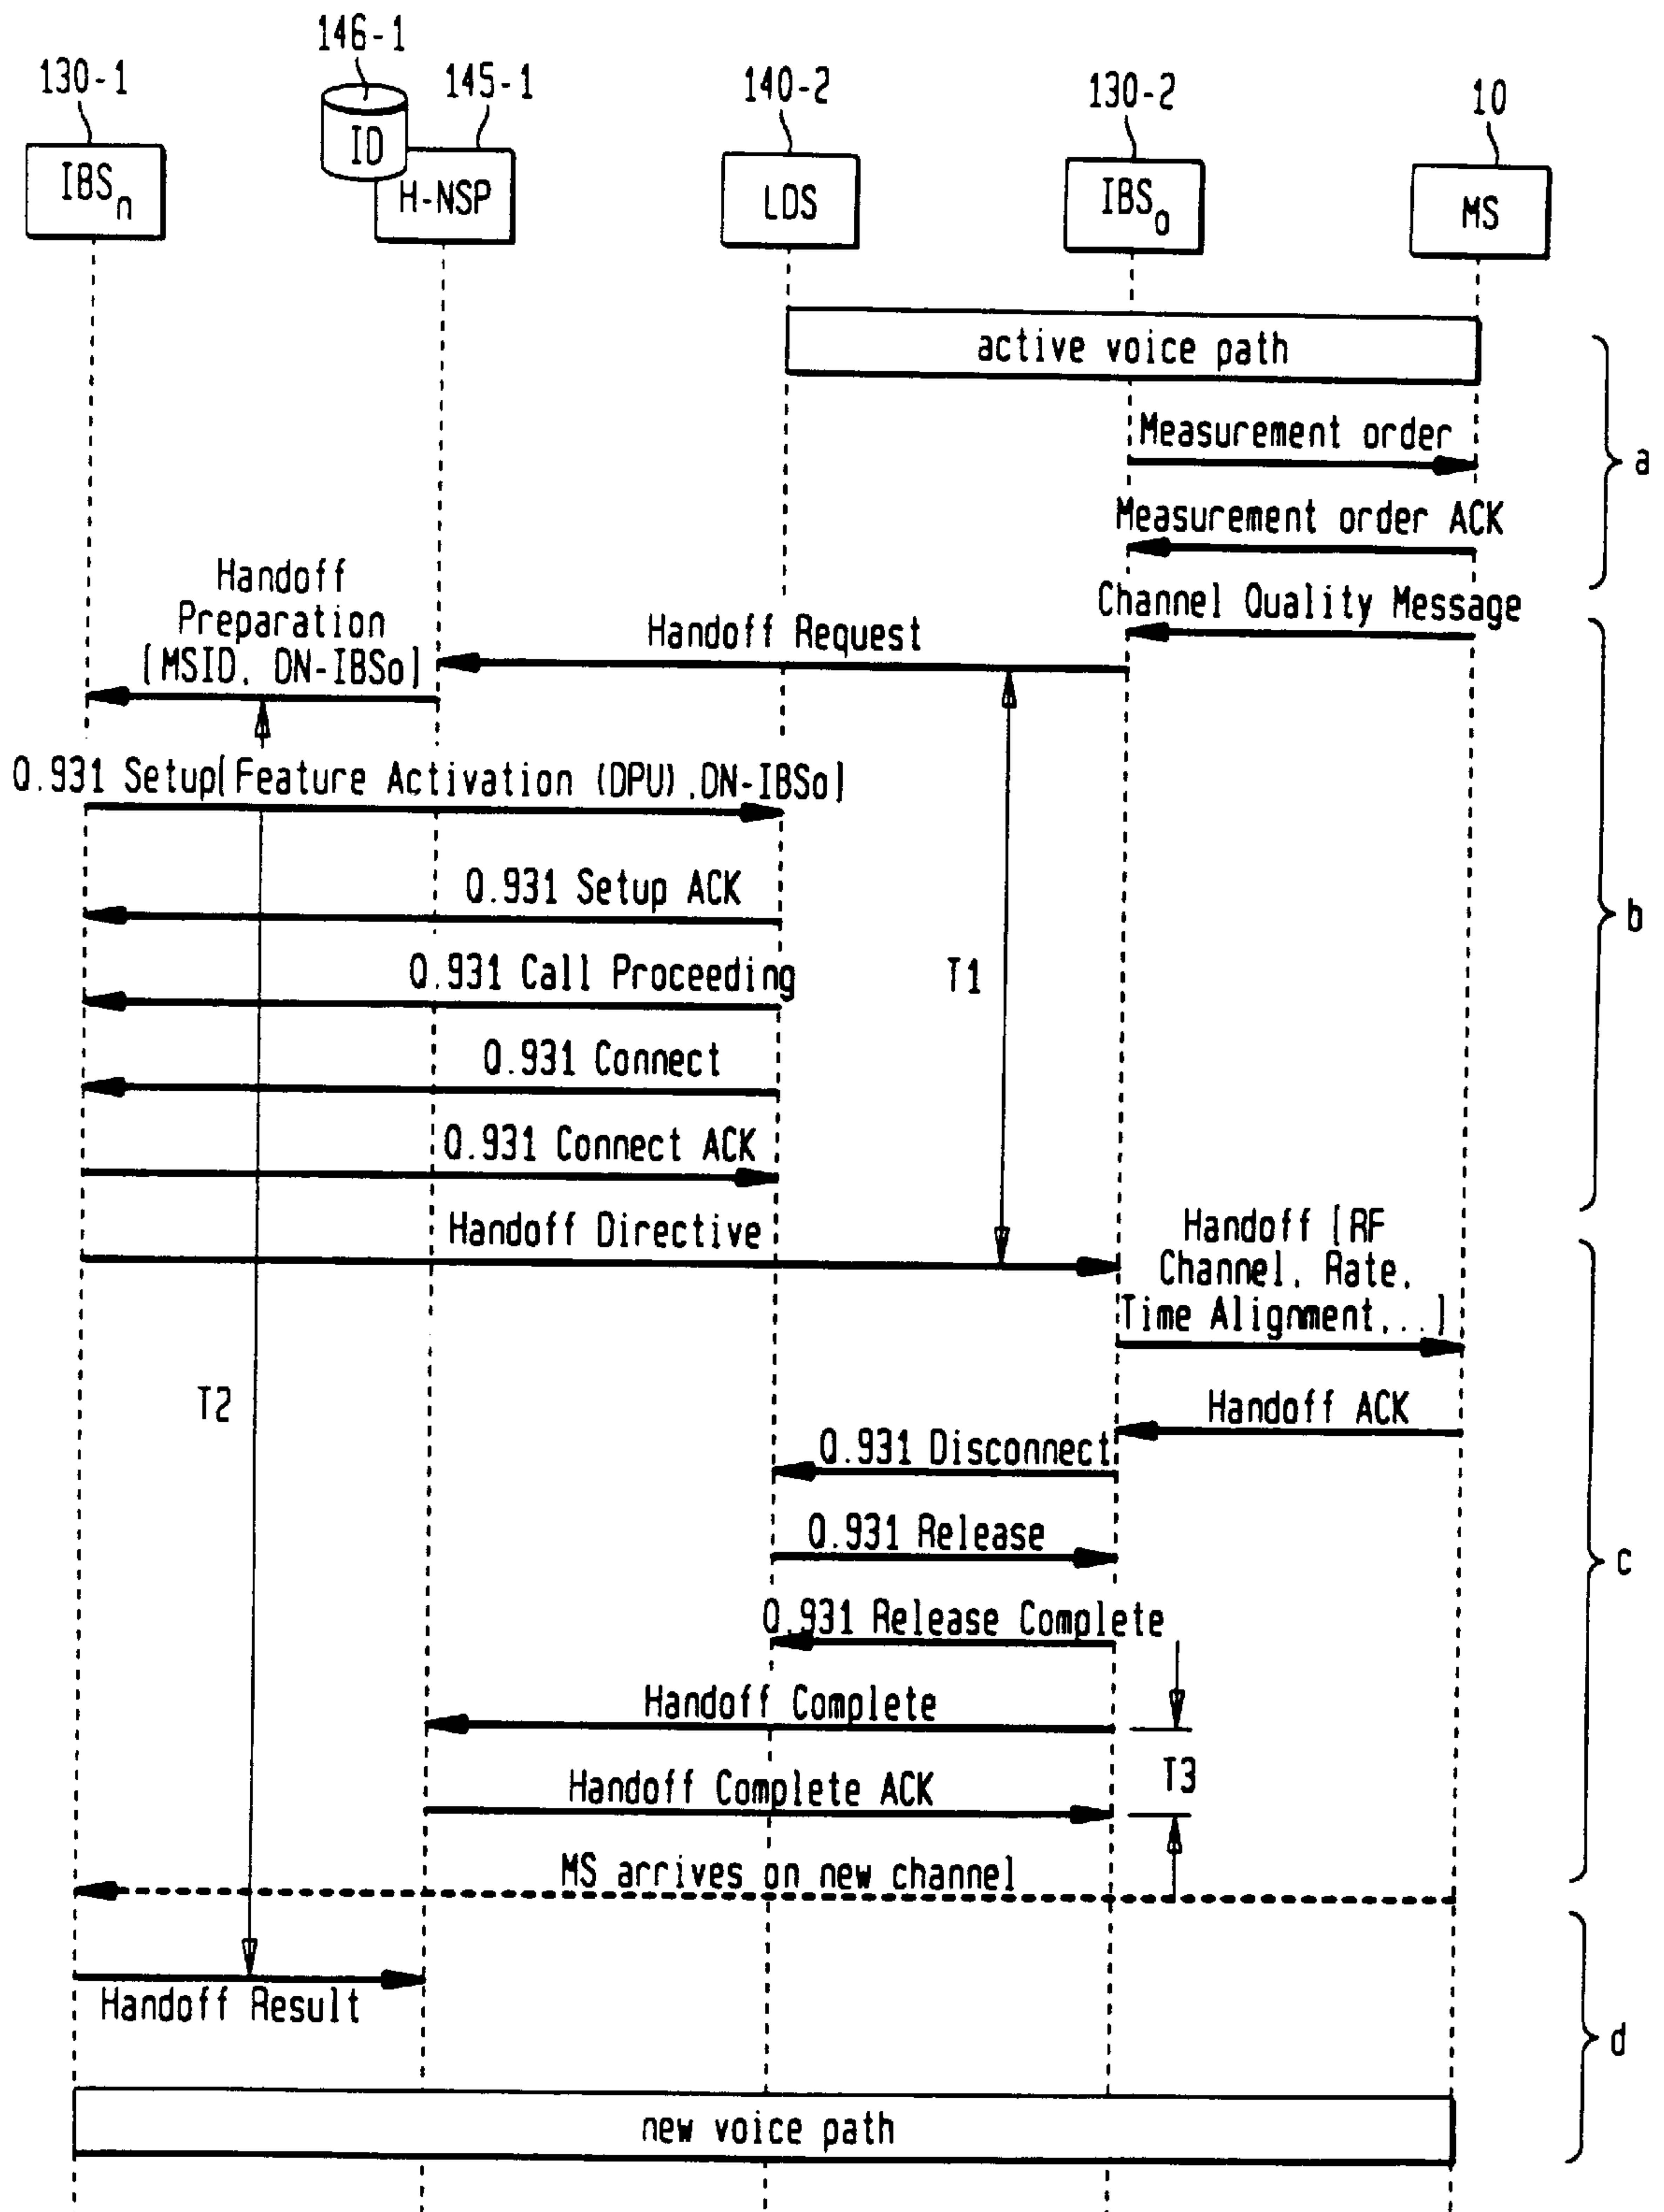 146-1
130-1
145-1
140-2
130-2
10
IBSn
ID
H-NSP
LDS
IBSo
MS
active voice path
Measurement order
a
Measurement order ACK
Channel Quality Message
Handoff
Preparation
[MSID, DN-IBSo]
Handoff Request
Q.931 Setup[Feature Activation (DPU),DN-IBSo]
Q.931 Setup ACK
b
Q.931 Call Proceeding
T1
Q.931 Connect
Q.931 Connect ACK
Handoff Directive
Handoff [RF
Channel, Rate,
Time Alignment,..]
T2
Handoff ACK
Q.931 Disconnect
Q.931 Release
c
Q.931 Release Complete
Handoff Complete
T3
Handoff Complete ACK
MS arrives on new channel
Handoff Result
d
new voice path